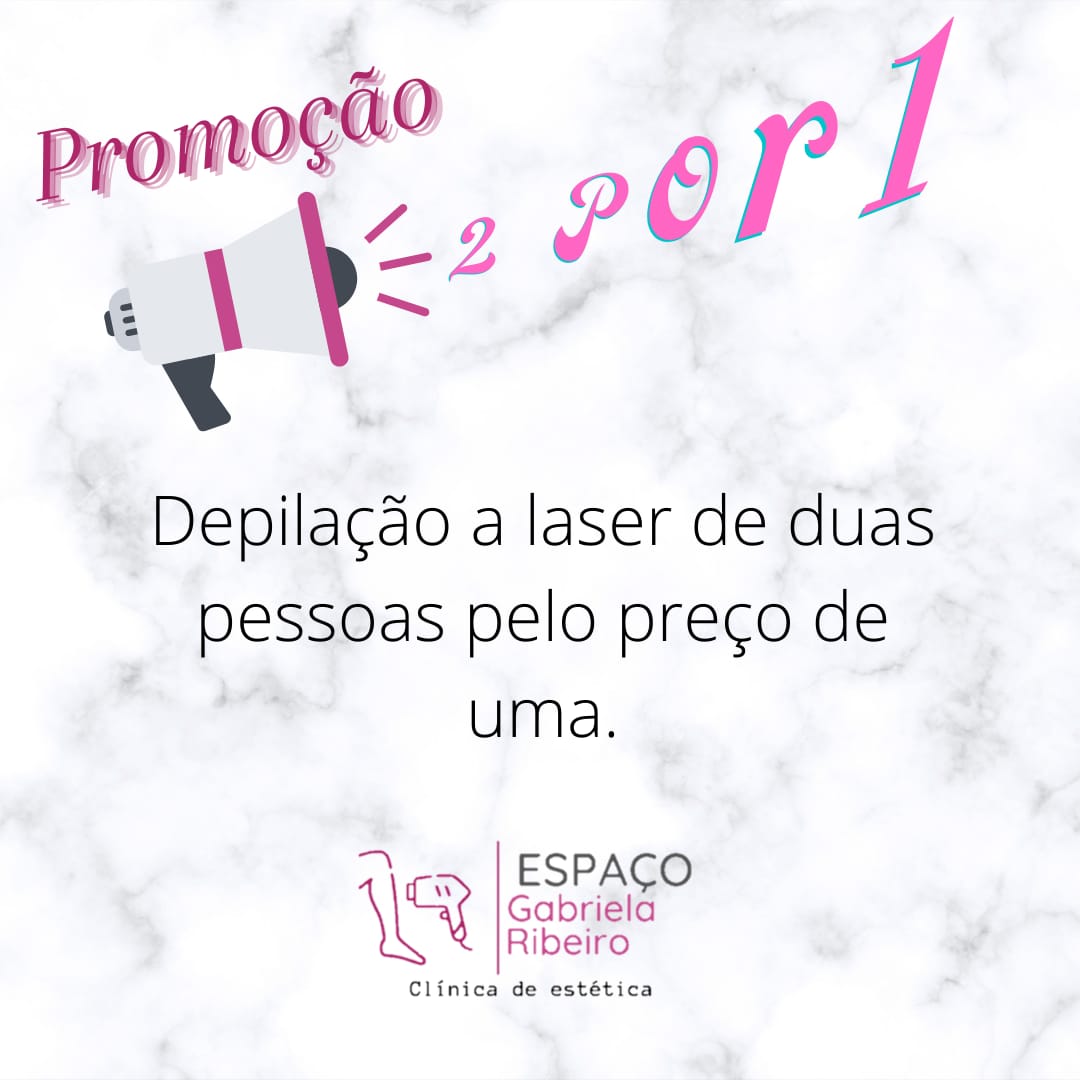 Promoção
2 Por 1
Depilação a laser de duas
pessoas pelo preço de
uma.
ESPAÇO
Gabriela
Ribeiro
Clínica de estética